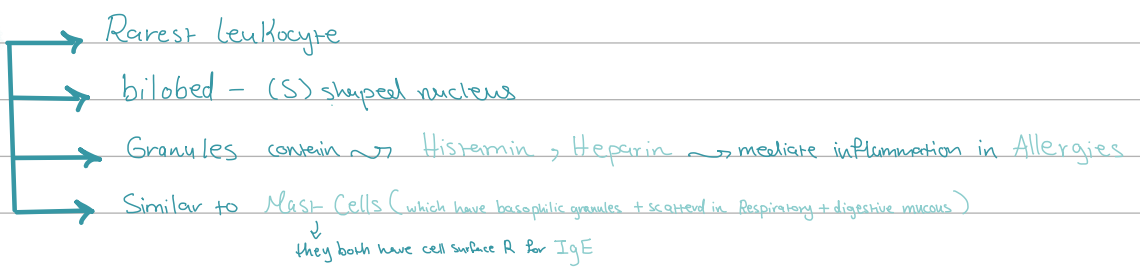 Rarest leukocyte
bilobed - (S) shaped nucleus
Granules contain Histamin, Heparin mediate inflammation in Allergies
Similar to Mast Cells (which have basophilic granules + scatterd in Respiratory + digestive mucous)
they both have cell surface R for IgE